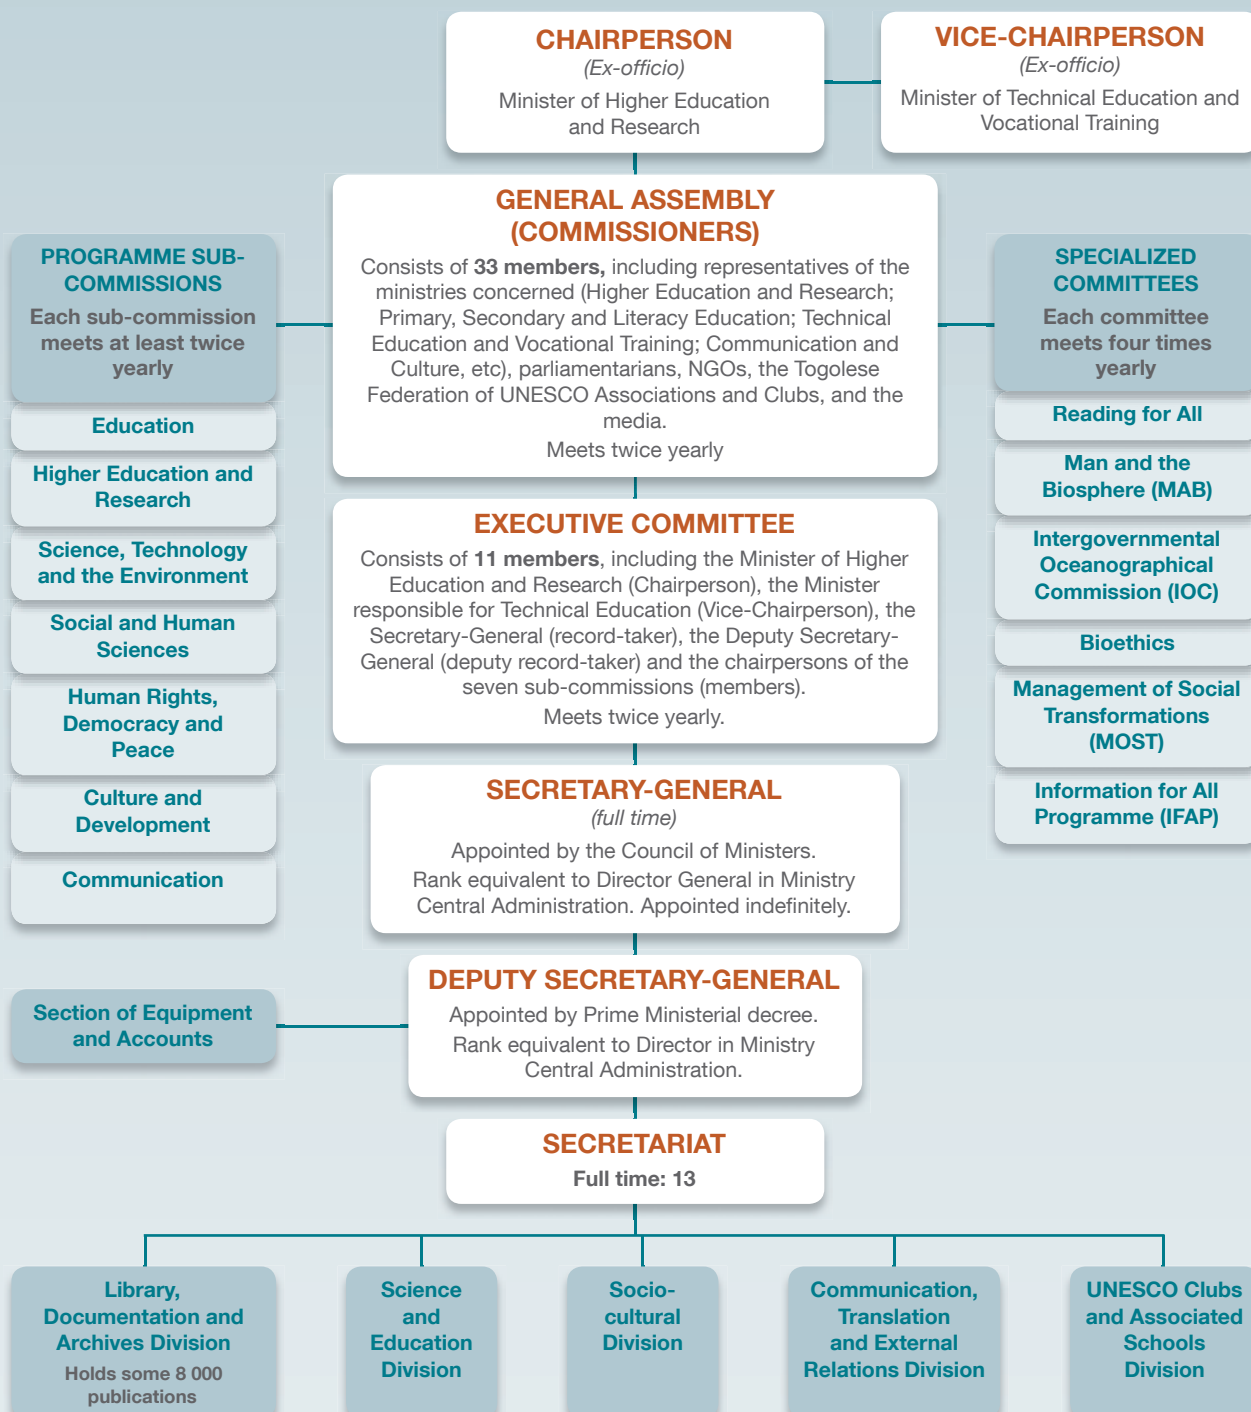 CHAIRPERSON
(Ex-officio)
Minister of Higher Education
and Research
VICE-CHAIRPERSON
(Ex-officio)
Minister of Technical Education and
Vocational Training
GENERAL ASSEMBLY
(COMMISSIONERS)
Consists of 33 members, including representatives of the
ministries concerned (Higher Education and Research;
Primary, Secondary and Literacy Education; Technical
Education and Vocational Training; Communication and
Culture, etc), parliamentarians, NGOs, the Togolese
Federation of UNESCO Associations and Clubs, and the
media.
Meets twice yearly
PROGRAMME SUB-
COMMISSIONS
Each sub-commission
meets at least twice
yearly
Education
Higher Education and
Research
Science, Technology
and the Environment
Social and Human
Sciences
Human Rights,
Democracy and
Peace
Culture and
Development
Communication
SPECIALIZED
COMMITTEES
Each committee
meets four times
yearly
Reading for All
Man and the
Biosphere (MAB)
Intergovernmental
Oceanographical
Commission (IOC)
Bioethics
Management of Social
Transformations
(MOST)
Information for All
Programme (IFAP)
EXECUTIVE COMMITTEE
Consists of 11 members, including the Minister of Higher
Education and Research (Chairperson), the Minister
responsible for Technical Education (Vice-Chairperson), the
Secretary-General (record-taker), the Deputy Secretary-
General (deputy record-taker) and the chairpersons of the
seven sub-commissions (members).
Meets twice yearly.
SECRETARY-GENERAL
(full time)
Appointed by the Council of Ministers.
Rank equivalent to Director General in Ministry
Central Administration. Appointed indefinitely.
DEPUTY SECRETARY-GENERAL
Appointed by Prime Ministerial decree.
Rank equivalent to Director in Ministry
Central Administration.
Section of Equipment
and Accounts
SECRETARIAT
Full time: 13
Library,
Documentation and
Archives Division
Holds some 8 000
publications
Science
and
Education
Division
Socio-
cultural
Division
Communication,
Translation
and External
Relations Division
UNESCO Clubs
and Associated
Schools
Division